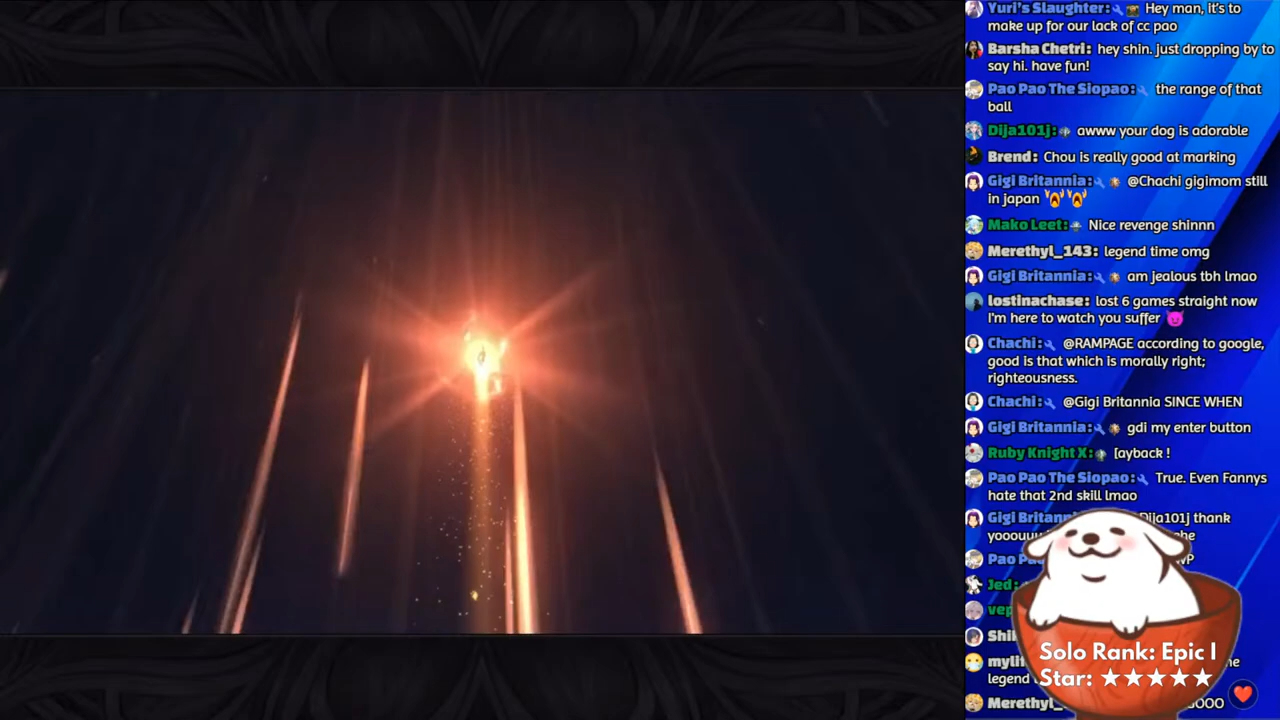 Yuri's Slaughter: Hey man, it's to
make up for our lack of cc pao
Barsha Chetri: hey shin. just dropping by to
say hi. have fun!
Pao Pao The Siopao: the range of that
ball
Dija101j: awww your dog is adorable
Brend: Chou is really good at marking
Gigi Britannia: @Chachi gigimom still
in japan
Mako Leet: Nice revenge shinnn
Merethyl_143: legend time omg
Gigi Britannia: am jealous tbh lmao
lostinachase: lost 6 games straight now
I'm here to watch you suffer 😈
Chachi: @RAMPAGE according to google,
good is that which is morally right;
righteousness.
Chachi: @Gigi Britannia SINCE WHEN
Gigi Britannia: gdi my enter button
Ruby Knight X: [ayback !
Pao Pao The Siopao: True. Even Fannys
hate that 2nd skill lmao
Gigi thank
Pao
Jed:
Solo Rank: Epic I
legend
Star: ★★★★★
Merethyl_